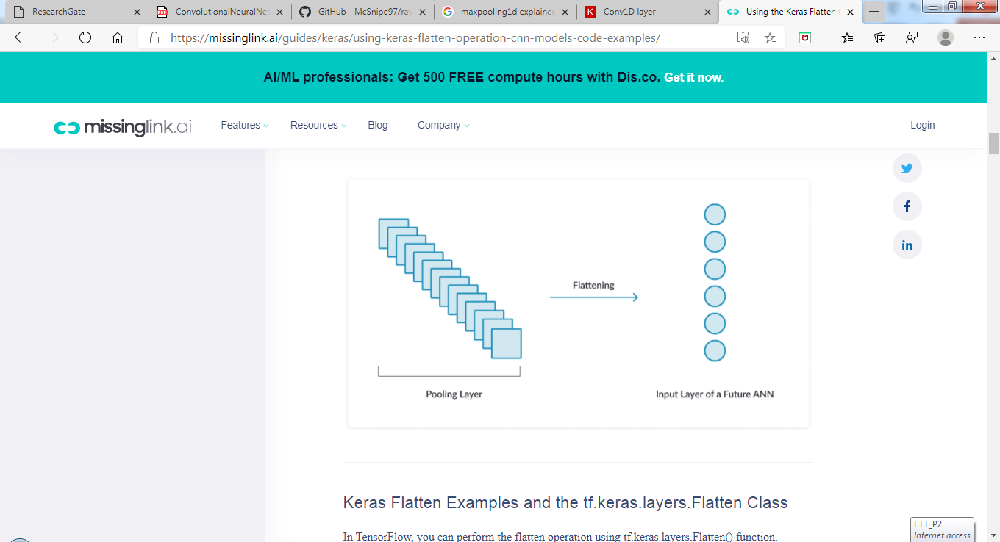 ResearchGate
ConvolutionalNeuralNet
GitHub - McSnipe97/raw
maxpooling1d explained
Conv1D layer
Using the Keras Flatten
https://missinglink.ai/guides/keras/using-keras-flatten-operation-cnn-models-code-examples/
AI/ML professionals: Get 500 FREE compute hours with Dis.co. Get it now.
missinglink.ai
Features
Resources
Blog
Company
Login
Flattening
Pooling Layer
Input Layer of a Future ANN
Keras Flatten Examples and the tf.keras.layers.Flatten Class
In TensorFlow, you can perform the flatten operation using tf.keras.layers.Flatten() function.
FTT_P2
Internet access